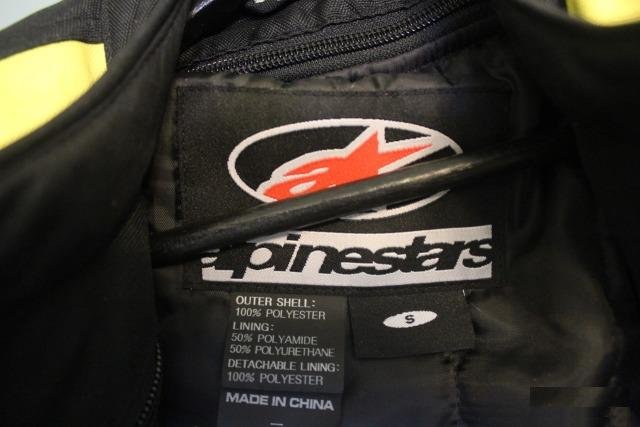 alpinestars
OUTER SHELL:
100% POLYESTER
LINING:
50% POLYAMIDE
50% POLYURETHANE
DETACHABLE LINING:
100% POLYESTER
MADE IN CHINA
S